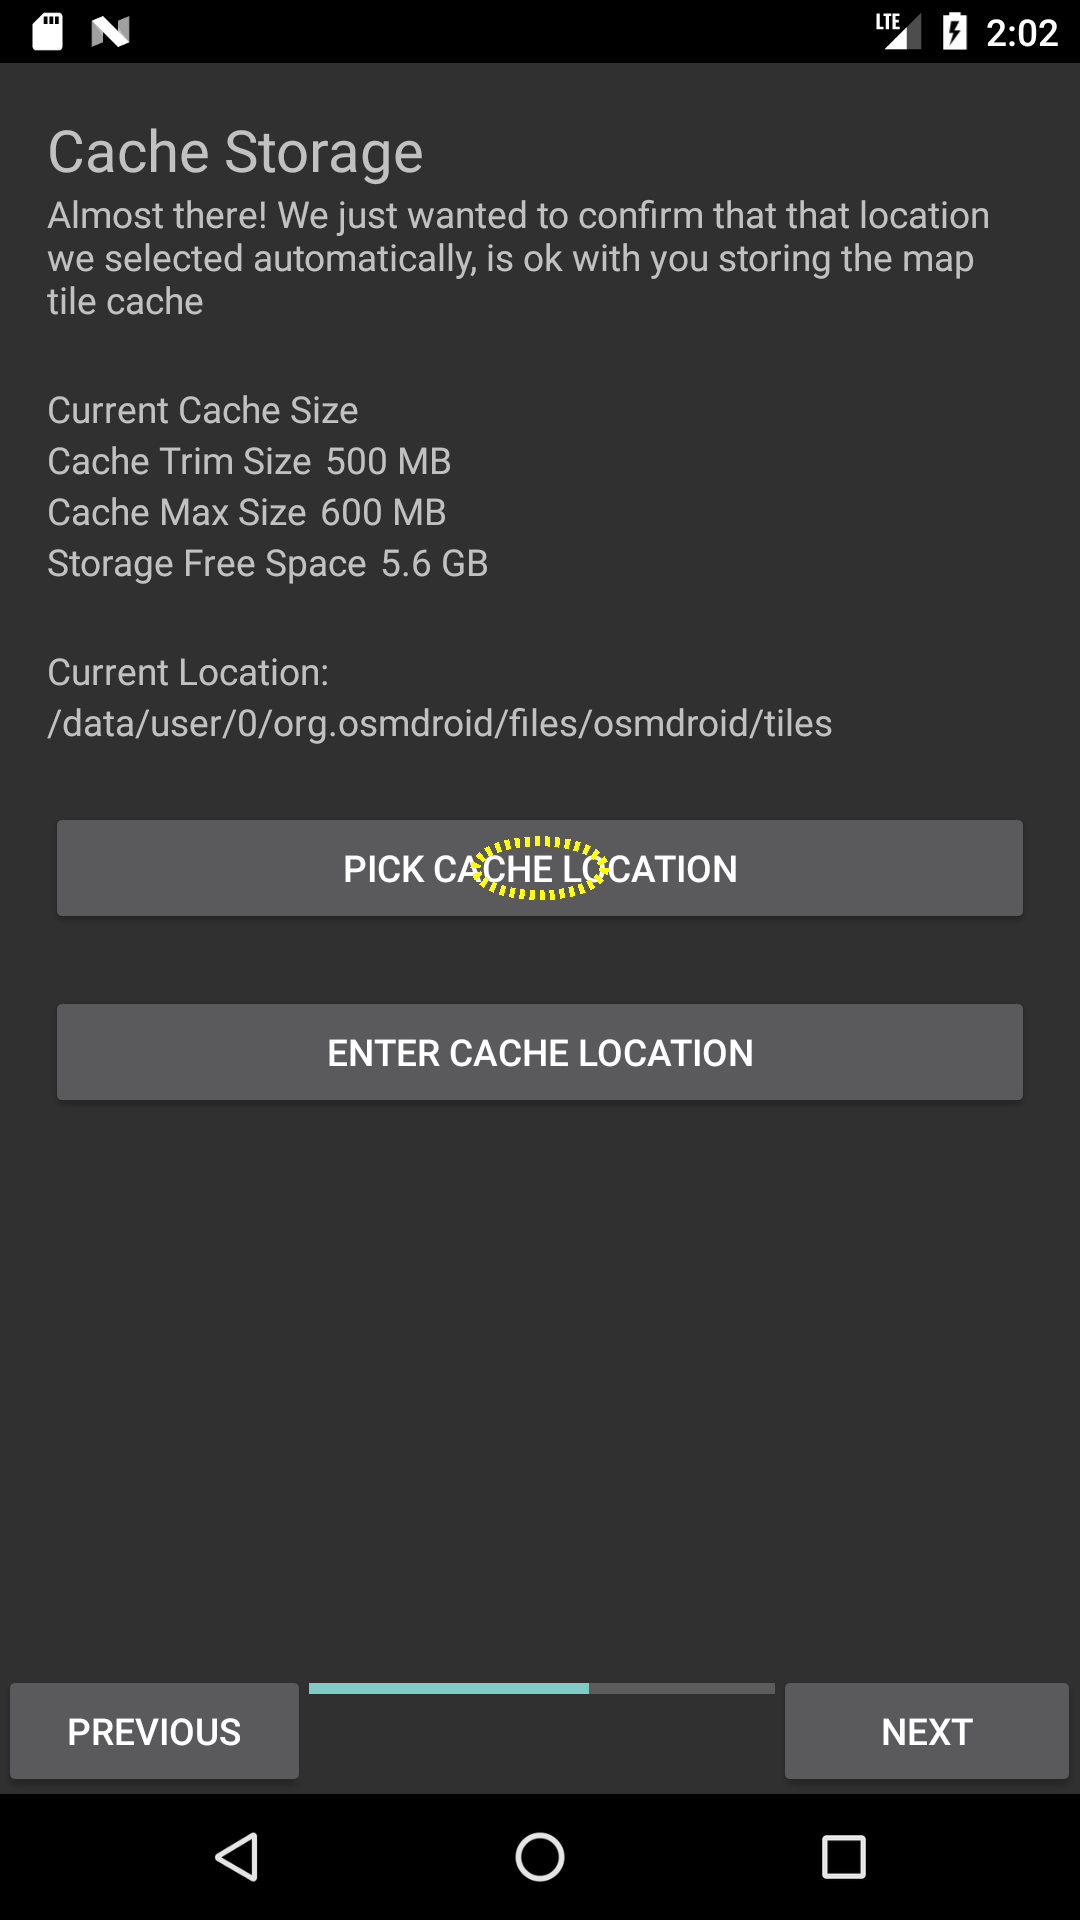 LTE 2:02
Cache Storage
Almost there! We just wanted to confirm that that location
we selected automatically, is ok with you storing the map
tile cache
Current Cache Size
Cache Trim Size 500 MB
Cache Max Size 600 MB
Storage Free Space 5.6 GB
Current Location:
/data/user/0/org.osmdroid/files/osmdroid/tiles
PICK CACHE LOCATION
ENTER CACHE LOCATION
PREVIOUS
NEXT